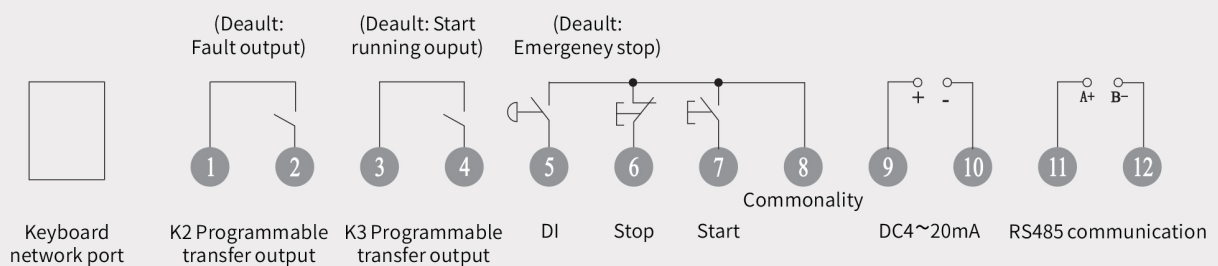 (Deault:
Fault output)
(Deault: Start
running ouput)
(Deault:
Emergeney stop)
+ -
A+ B-
1 2 3 4 5 6 7 8 9 10 11 12
Commonality
Keyboard
network port
K2 Programmable
transfer output
K3 Programmable
transfer output
DI
Stop
Start
DC4~20mA
RS485 communication